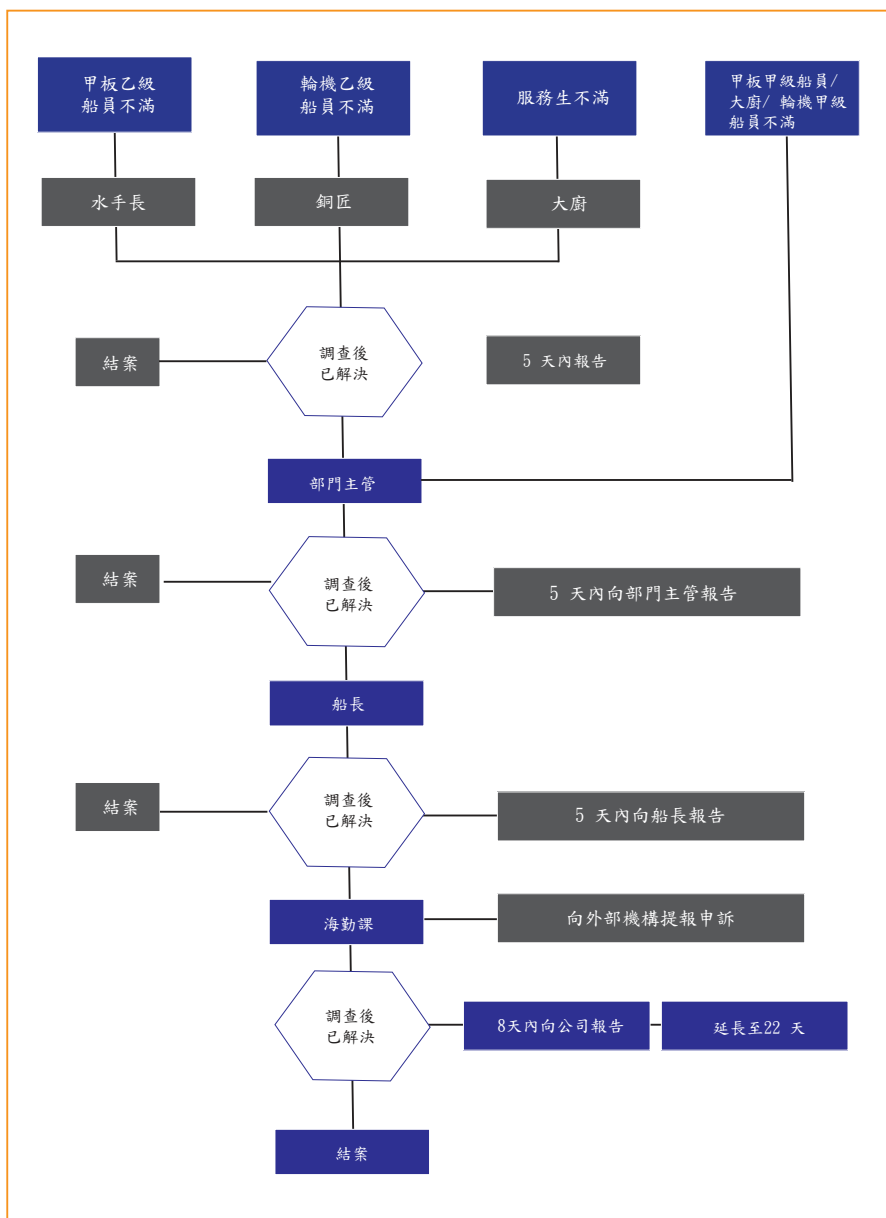 甲板乙級
船員不滿
輪機乙級
船員不滿
服務生不滿
甲板甲級船員/
大廚/ 輪機甲級
船員不滿
水手長
銅匠
大廚
結案
調查後
已解決
5 天內報告
部門主管
結案
調查後
已解決
5 天內向部門主管報告
船長
結案
調查後
已解決
5 天內向船長報告
海勤課
向外部機構提報申訴
調查後
已解決
8天內向公司報告
延長至22 天
結案